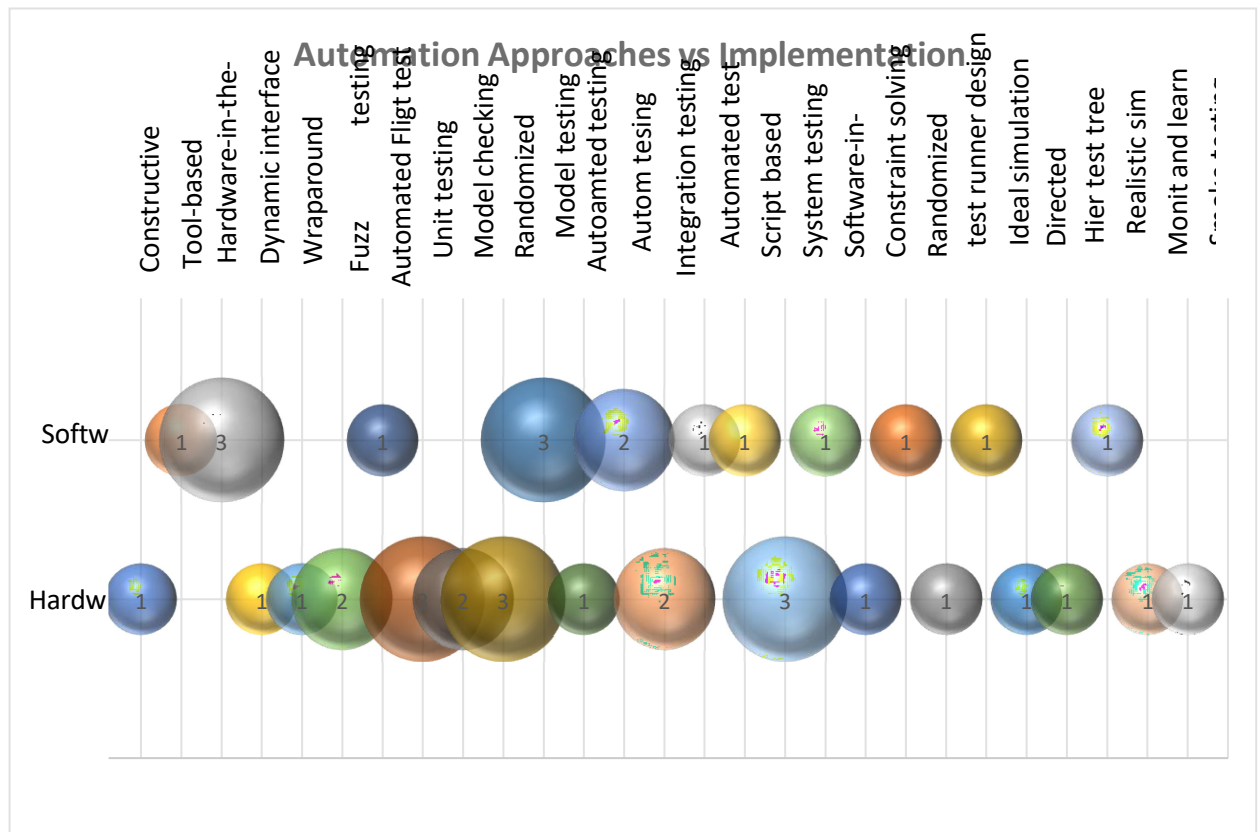 Automation Approaches vs Implementation
Constructive
Tool-based
Hardware-in-the-
Dynamic interface
Wraparound
Fuzz testing
Automated Fligt test
Unit testing
Model checking
Randomized
Model testing
Autoamted testing
Autom tesing
Integration testing
Automated test
Script based
System testing
Software-in-
Constraint solving
Randomized
test runner design
Ideal simulation
Directed
Hier test tree
Realistic sim
Monit and learn
Softw 1 3 1 3 2 1 1 1 1 1 1
Hardw 1 1 1 2 2 3 1 2 3 1 1 1 1 1 1